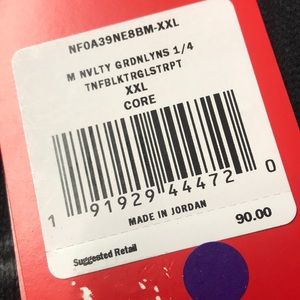 NF0A39NE8BM-XXL
M NVLTY GRDNLYNS 1/4
TNFBLKTRGLSTRPT
XXL
CORE
1 91929 44472 0
MADE IN JORDAN
Suggested Retail
90.00